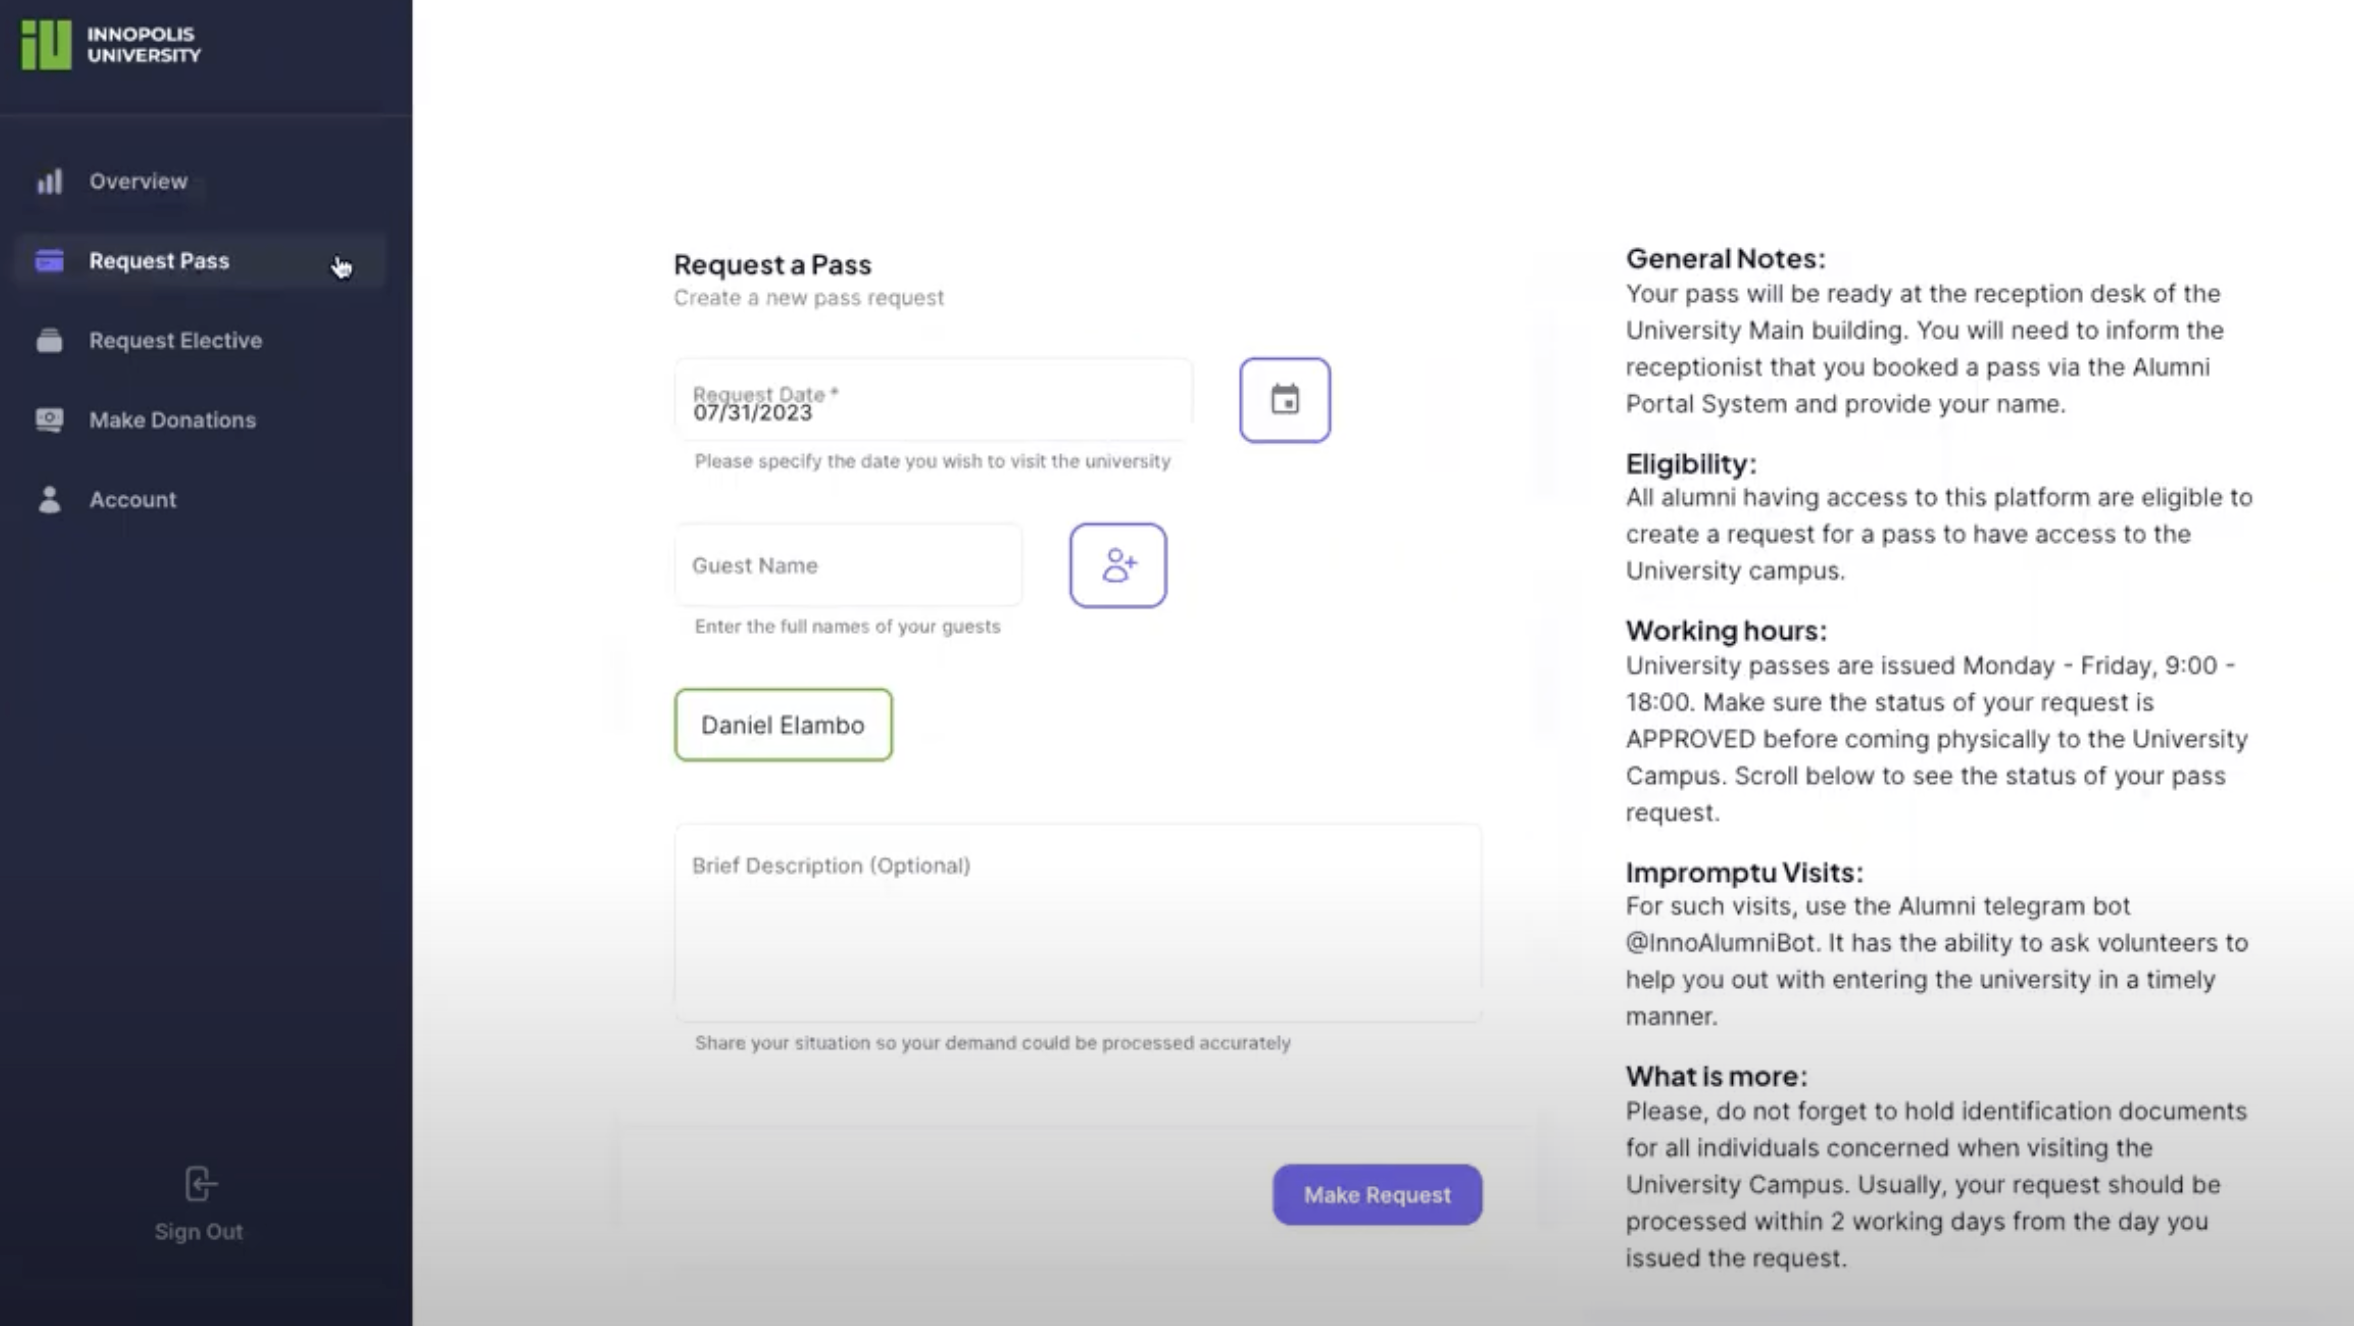 INNOPOLIS
UNIVERSITY
Overview
Request Pass
Request Elective
Make Donations
Account
Sign Out
Request a Pass
Create a new pass request
Request Date *
07/31/2023
Please specify the date you wish to visit the university
Guest Name
Enter the full names of your guests
Daniel Elambo
Brief Description (Optional)
Share your situation so your demand could be processed accurately
Make Request
General Notes:
Your pass will be ready at the reception desk of the
University Main building. You will need to inform the
receptionist that you booked a pass via the Alumni
Portal System and provide your name.
Eligibility:
All alumni having access to this platform are eligible to
create a request for a pass to have access to the
University campus.
Working hours:
University passes are issued Monday - Friday, 9:00 -
18:00. Make sure the status of your request is
APPROVED before coming physically to the University
Campus. Scroll below to see the status of your pass
request.
Impromptu Visits:
For such visits, use the Alumni telegram bot
@InnoAlumniBot. It has the ability to ask volunteers to
help you out with entering the university in a timely
manner.
What is more:
Please, do not forget to hold identification documents
for all individuals concerned when visiting the
University Campus. Usually, your request should be
processed within 2 working days from the day you
issued the request.